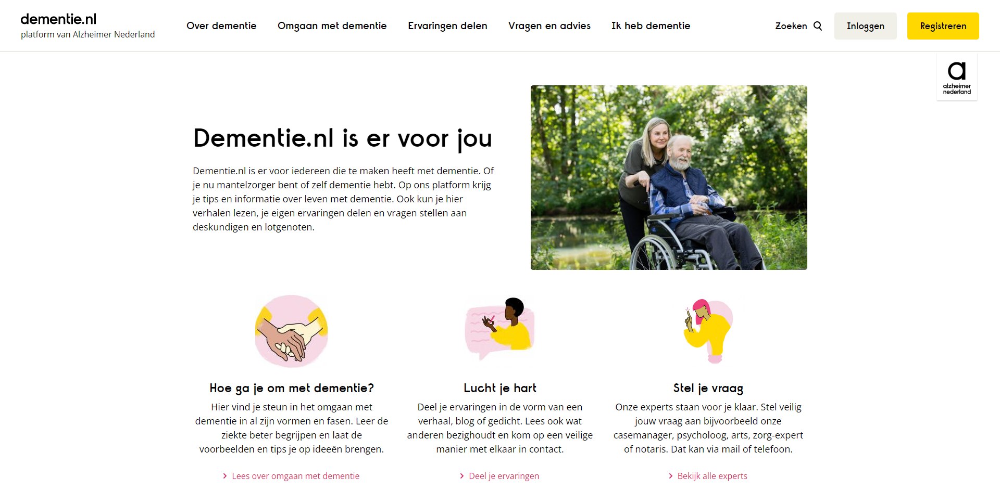 dementie.nl
platform van Alzheimer Nederland
Over dementie
Omgaan met dementie
Ervaringen delen
Vragen en advies
Ik heb dementie
Zoeken
Inloggen
Registreren
a
alzheimer
nederland
Dementie.nl is er voor jou
Dementie.nl is er voor iedereen die te maken heeft met dementie. Of
je nu mantelzorger bent of zelf dementie hebt. Op ons platform krijg
je tips en informatie over leven met dementie. Ook kun je hier
verhalen lezen, je eigen ervaringen delen en vragen stellen aan
deskundigen en lotgenoten.
Hoe ga je om met dementie?
Hier vind je steun in het omgaan met
dementie in al zijn vormen en fasen. Leer de
ziekte beter begrijpen en laat de
voorbeelden en tips je op ideeën brengen.
Lees over omgaan met dementie
Lucht je hart
Deel je ervaringen in de vorm van een
verhaal, blog of gedicht. Lees ook wat
anderen bezighoudt en kom op een veilige
manier met elkaar in contact.
Deel je ervaringen
Stel je vraag
Onze experts staan voor je klaar. Stel veilig
jouw vraag aan bijvoorbeeld onze
casemanager, psycholoog, arts, zorg-expert
of notaris. Dat kan via mail of telefoon.
Bekijk alle experts